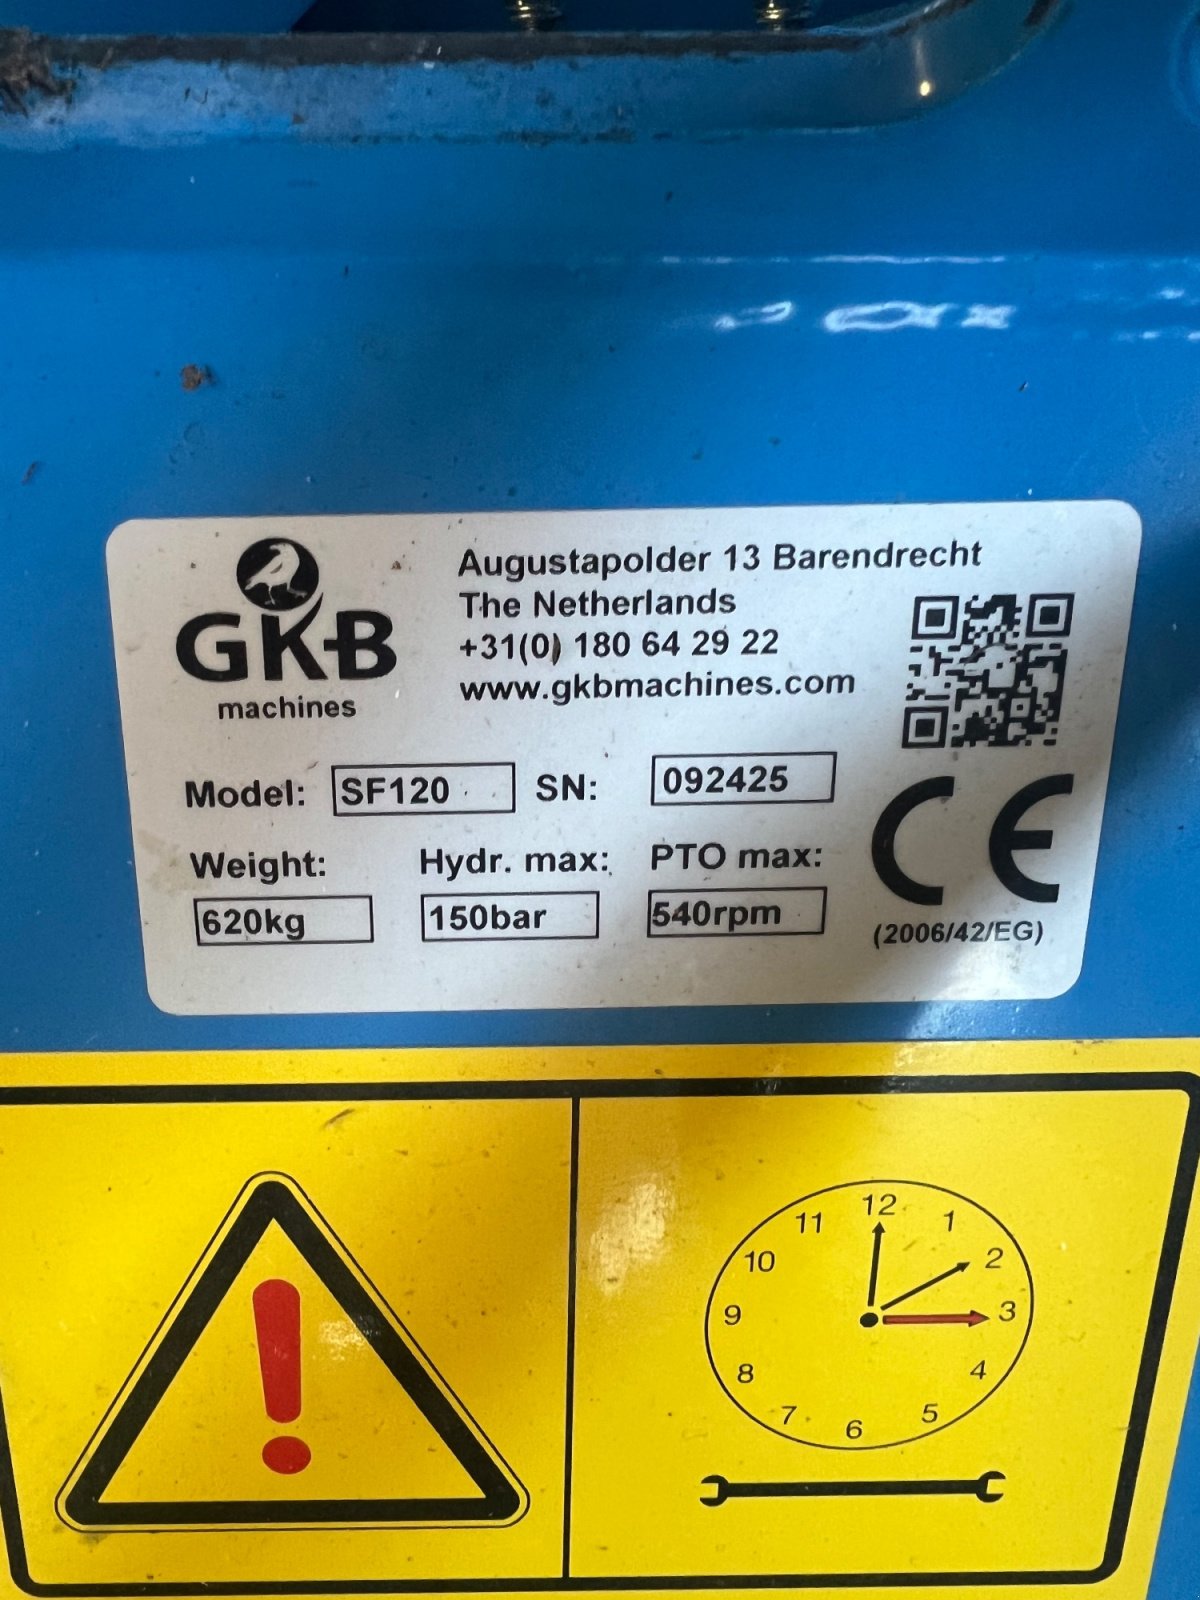 GKB
machines
Augustapolder 13 Barendrecht
The Netherlands
+31(0) 180 64 29 22
www.gkbmachines.com
Model: SF120 SN: 092425
Weight: Hydr. max: PTO max:
620kg 150bar 540rpm
CE
(2006/42/EG)
!
12
11 1
10 2
9 3
8 4
7 5
6